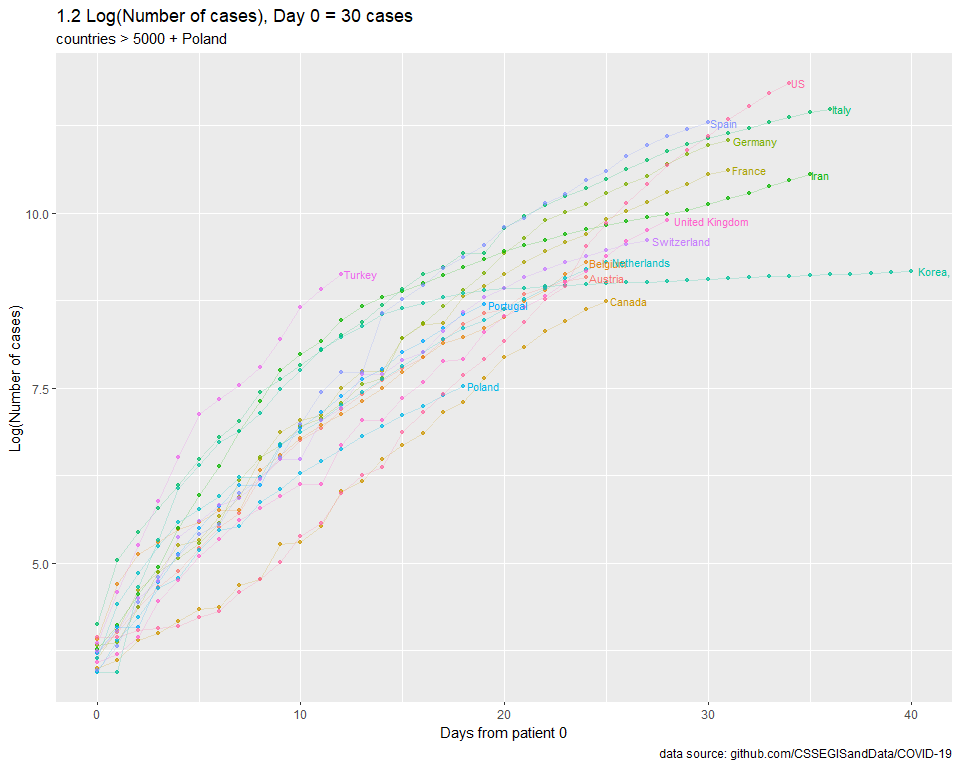 1.2 Log(Number of cases), Day 0 = 30 cases
countries > 5000 + Poland
US
Italy
Spain
Germany
France
Iran
United Kingdom
Switzerland
Netherlands
Belgium
Korea,
Turkey
Austria
Canada
Portugal
Poland
10.0
7.5
5.0
Log(Number of cases)
0
10
20
30
40
Days from patient 0
data source: github.com/CSSEGISandData/COVID-19